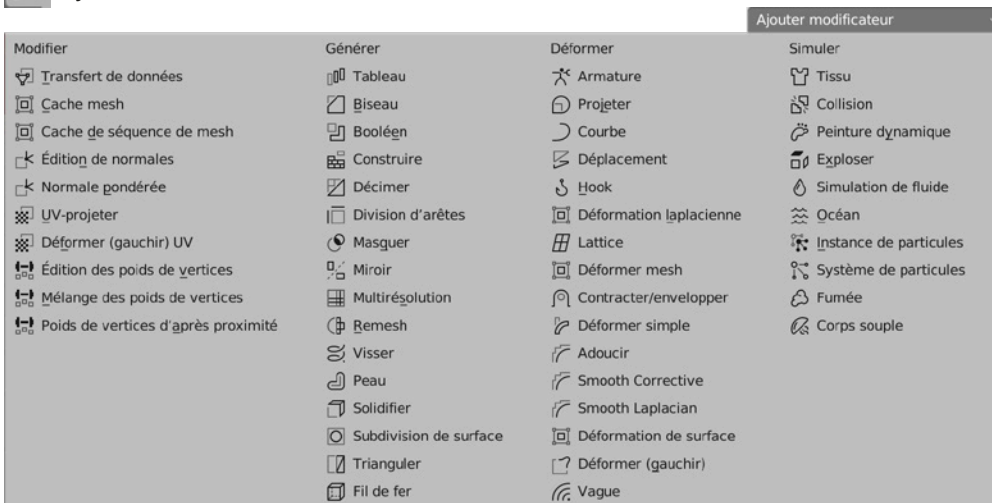 Ajouter modificateur
Modifier
Transfert de données
Cache mesh
Cache de séquence de mesh
Édition de normales
Normale pondérée
UV-projeter
Déformer (gauchir) UV
Édition des poids de vertices
Mélange des poids de vertices
Poids de vertices d'après proximité
Générer
Tableau
Biseau
Booléen
Construire
Décimer
Division d'arêtes
Masquer
Miroir
Multirésolution
Remesh
Visser
Peau
Solidifier
Subdivision de surface
Trianguler
Fil de fer
Déformer
Armature
Projeter
Courbe
Déplacement
Hook
Déformation laplacienne
Lattice
Déformer mesh
Contracter/envelopper
Déformer simple
Adoucir
Smooth Corrective
Smooth Laplacian
Déformation de surface
Déformer (gauchir)
Vague
Simuler
Tissu
Collision
Peinture dynamique
Exploser
Simulation de fluide
Océan
Instance de particules
Système de particules
Fumée
Corps souple